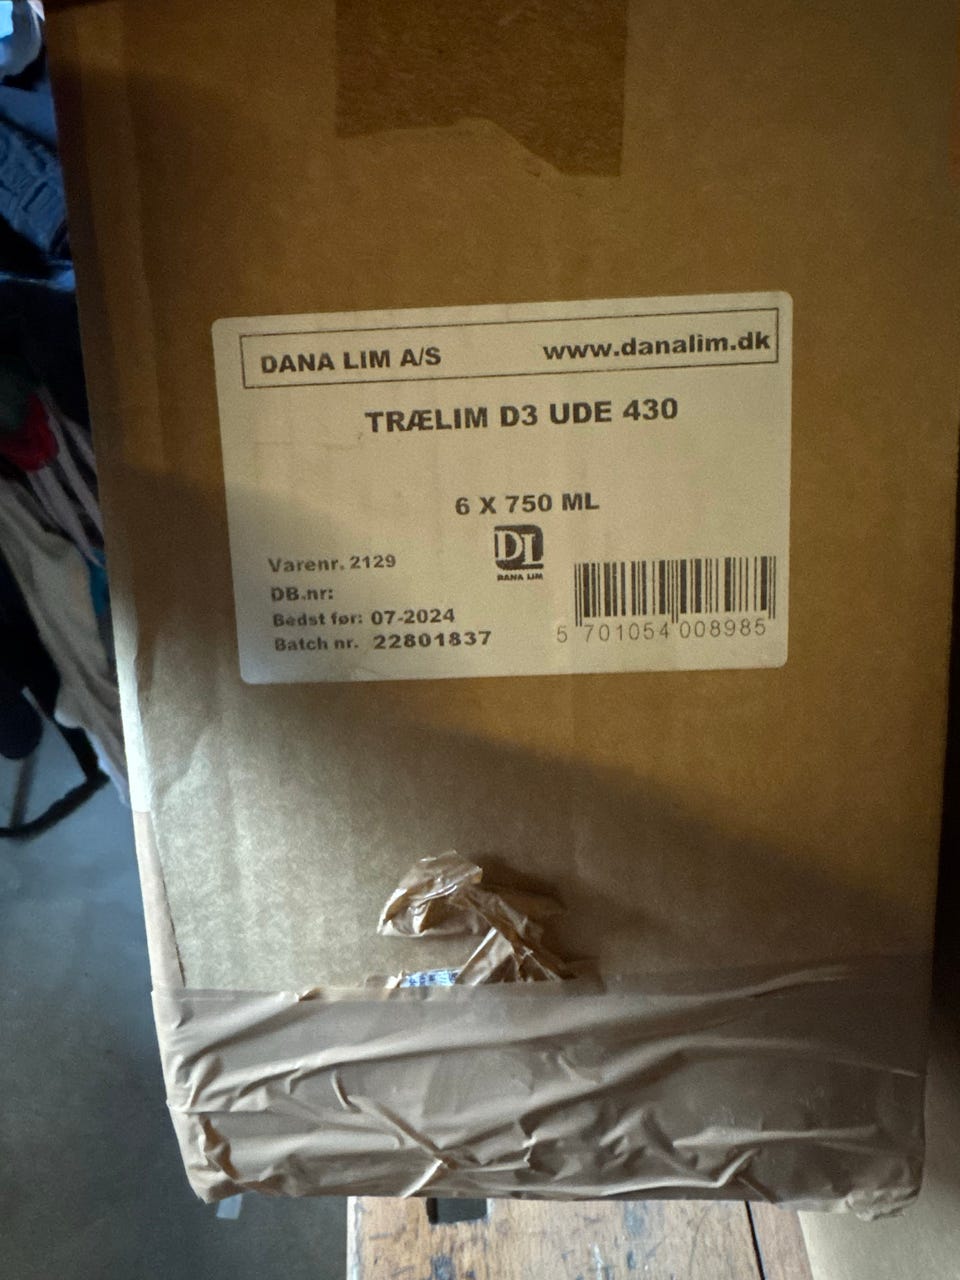 DANA LIM A/S www.danalim.dk
TRÆLIM D3 UDE 430
6 X 750 ML
DL
DANA LIM
Varenr. 2129
DB.nr:
Bedst før: 07-2024
Batch nr. 22801837
5 701054 008985